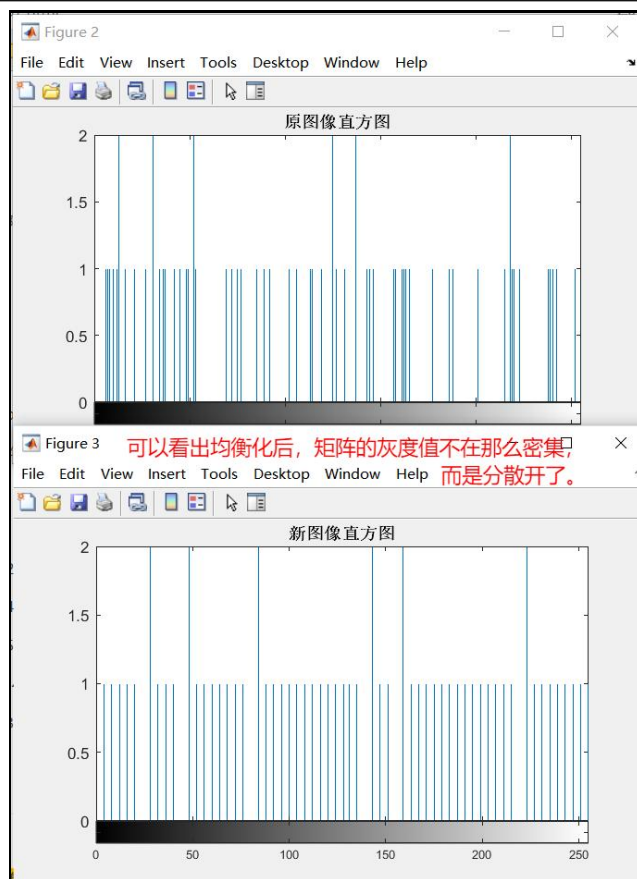 Figure 2
File Edit View Insert Tools Desktop Window Help
原图像直方图
2
1.5
1
0.5
0
Figure 3
可以看出均衡化后，矩阵的灰度值不在那么密集，
File Edit View Insert Tools Desktop Window Help
而是分散开了。
新图像直方图
2
1.5
1
0.5
0
0 50 100 150 200 250